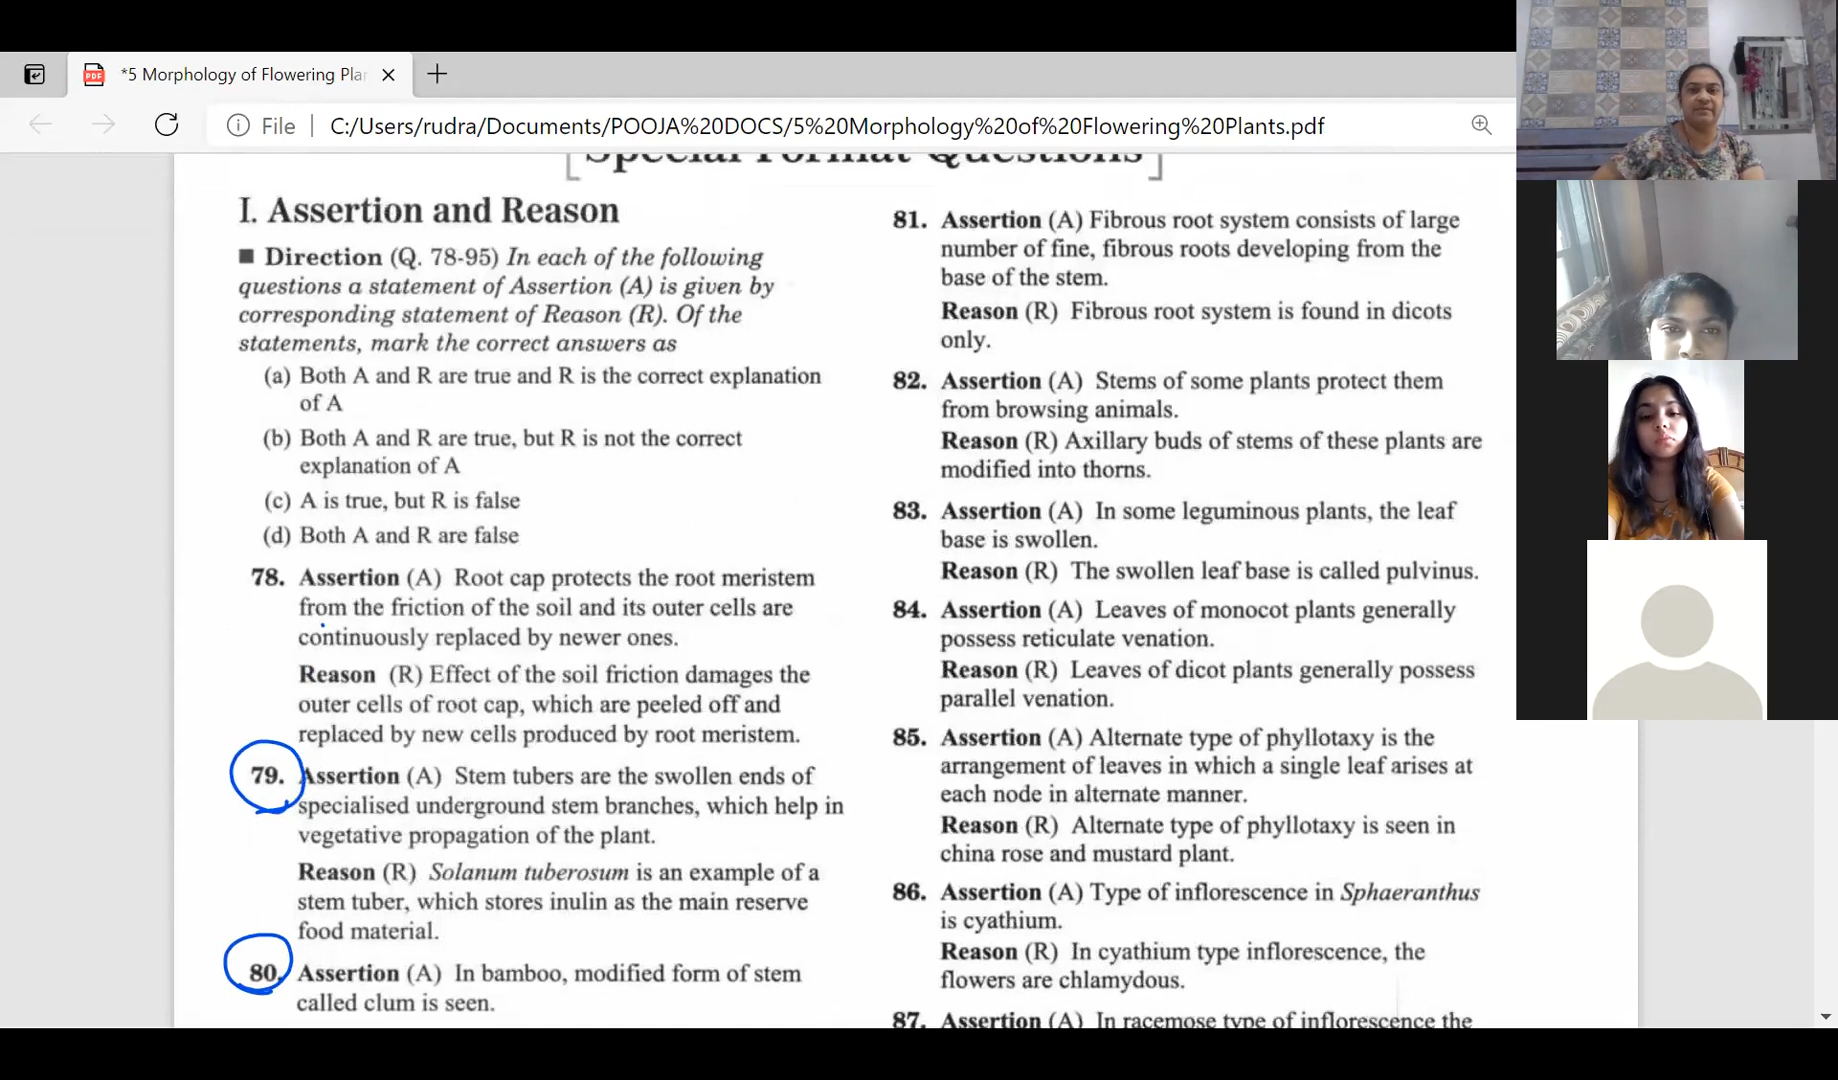 *5 Morphology of Flowering Pla
File
C:/Users/rudra/Documents/POOJA%20DOCS/5%20Morphology%20of%20Flowering%20Plants.pdf
[Special Format Questions]
I. Assertion and Reason
■ Direction (Q. 78-95) In each of the following
questions a statement of Assertion (A) is given by
corresponding statement of Reason (R). Of the
statements, mark the correct answers as
(a) Both A and R are true and R is the correct explanation
of A
(b) Both A and R are true, but R is not the correct
explanation of A
(c) A is true, but R is false
(d) Both A and R are false
78. Assertion (A) Root cap protects the root meristem
from the friction of the soil and its outer cells are
continuously replaced by newer ones.
Reason (R) Effect of the soil friction damages the
outer cells of root cap, which are peeled off and
replaced by new cells produced by root meristem.
79. Assertion (A) Stem tubers are the swollen ends of
specialised underground stem branches, which help in
vegetative propagation of the plant.
Reason (R) Solanum tuberosum is an example of a
stem tuber, which stores inulin as the main reserve
food material.
80. Assertion (A) In bamboo, modified form of stem
called clum is seen.
81. Assertion (A) Fibrous root system consists of large
number of fine, fibrous roots developing from the
base of the stem.
Reason (R) Fibrous root system is found in dicots
only.
82. Assertion (A) Stems of some plants protect them
from browsing animals.
Reason (R) Axillary buds of stems of these plants are
modified into thorns.
83. Assertion (A) In some leguminous plants, the leaf
base is swollen.
Reason (R) The swollen leaf base is called pulvinus.
84. Assertion (A) Leaves of monocot plants generally
possess reticulate venation.
Reason (R) Leaves of dicot plants generally possess
parallel venation.
85. Assertion (A) Alternate type of phyllotaxy is the
arrangement of leaves in which a single leaf arises at
each node in alternate manner.
Reason (R) Alternate type of phyllotaxy is seen in
china rose and mustard plant.
86. Assertion (A) Type of inflorescence in Sphaeranthus
is cyathium.
Reason (R) In cyathium type inflorescence, the
flowers are chlamydous.
87. Assertion (A) In racemose type of inflorescence the